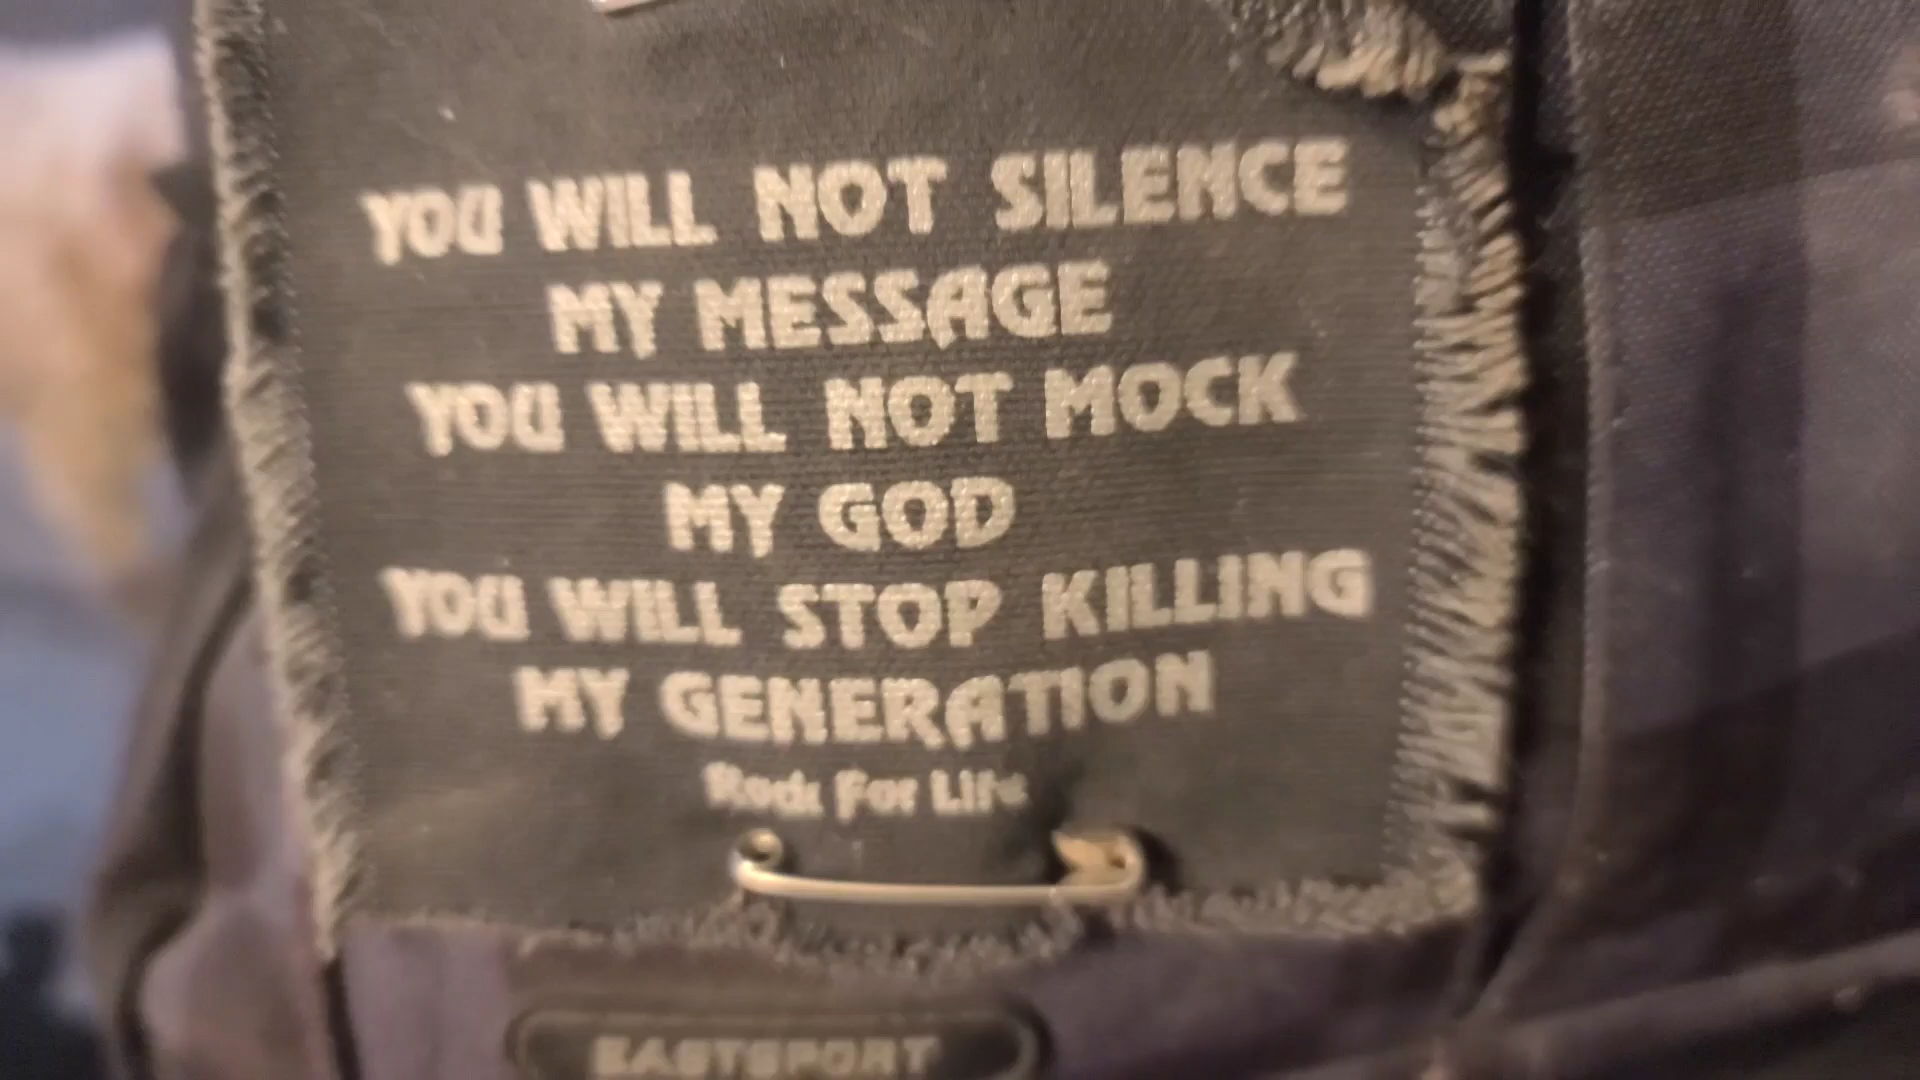 YOU WILL NOT SILENCE
MY MESSAGE
YOU WILL NOT MOCK
MY GOD
YOU WILL STOP KILLING
MY GENERATION
Rock For Life
EASTSPORT